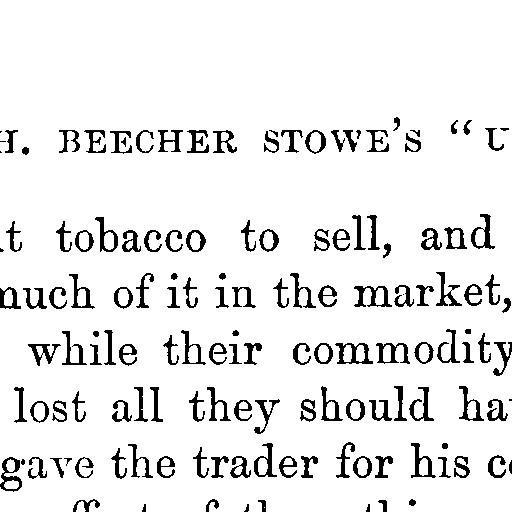 H. BEECHER STOWE'S "U
t tobacco to sell, and
much of it in the market,
while their commodity
lost all they should ha
gave the trader for his c